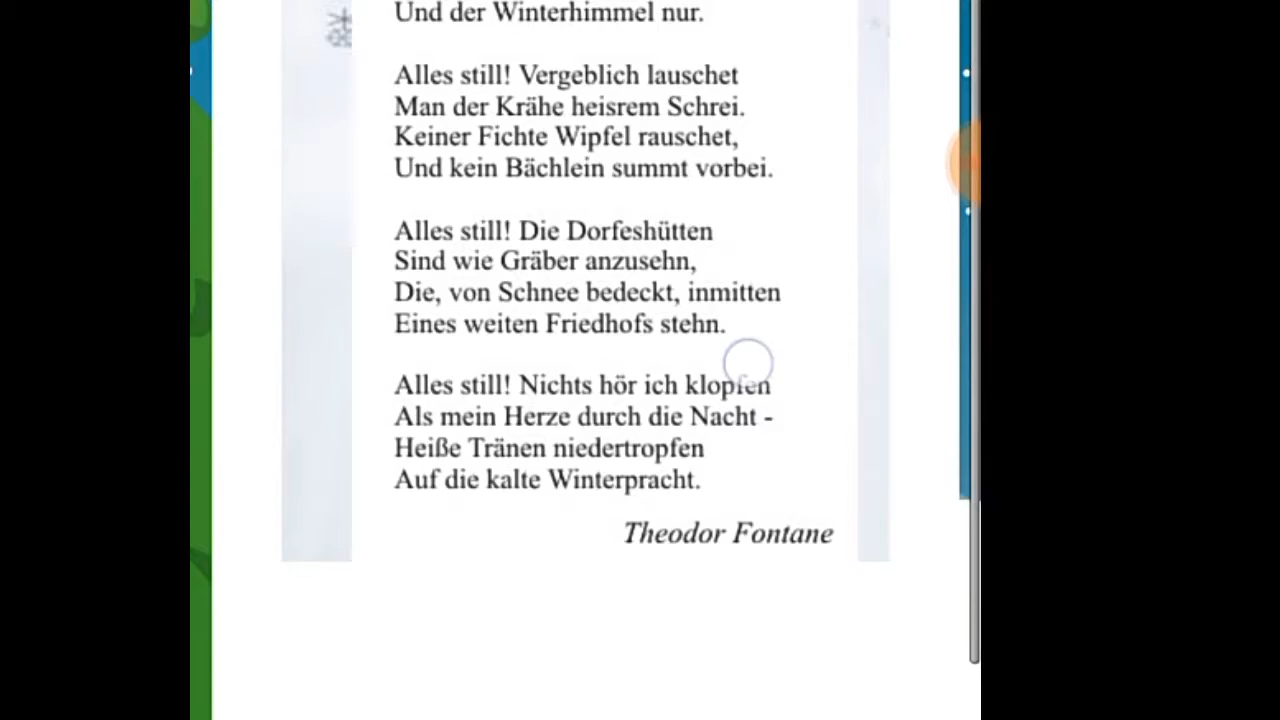 Und der Winterhimmel nur.
Alles still! Vergeblich lauschet
Man der Krähe heisrem Schrei.
Keiner Fichte Wipfel rauschet,
Und kein Bächlein summt vorbei.
Alles still! Die Dorfeshütten
Sind wie Gräber anzusehn,
Die, von Schnee bedeckt, inmitten
Eines weiten Friedhofs stehn.
Alles still! Nichts hör ich klopfen
Als mein Herze durch die Nacht -
Heiße Tränen niedertropfen
Auf die kalte Winterpracht.
Theodor Fontane